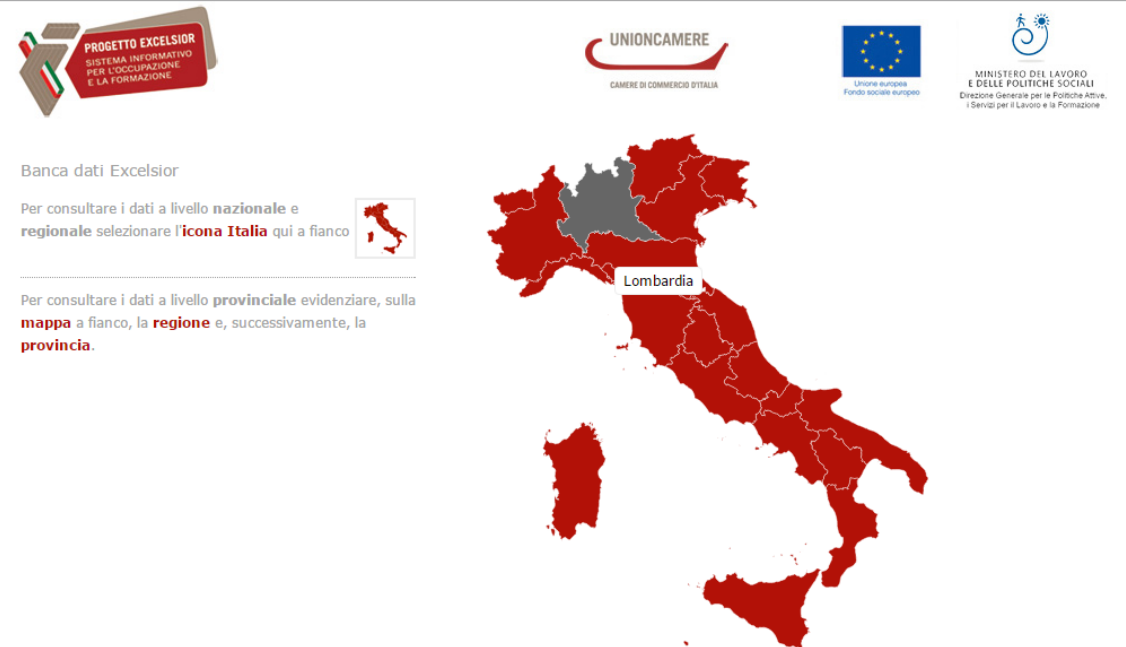 PROGETTO EXCELSIOR
SISTEMA INFORMATIVO
PER L'OCCUPAZIONE
E LA FORMAZIONE
UNIONCAMERE
CAMERE DI COMMERCIO D'ITALIA
Unione europea
Fondo sociale europeo
MINISTERO DEL LAVORO
E DELLE POLITICHE SOCIALI
Direzione Generale per le Politiche Attive,
i Servizi per il Lavoro e la Formazione
Banca dati Excelsior
Per consultare i dati a livello nazionale e
regionale selezionare l'icona Italia qui a fianco
Per consultare i dati a livello provinciale evidenziare, sulla
mappa a fianco, la regione e, successivamente, la
provincia.
Lombardia